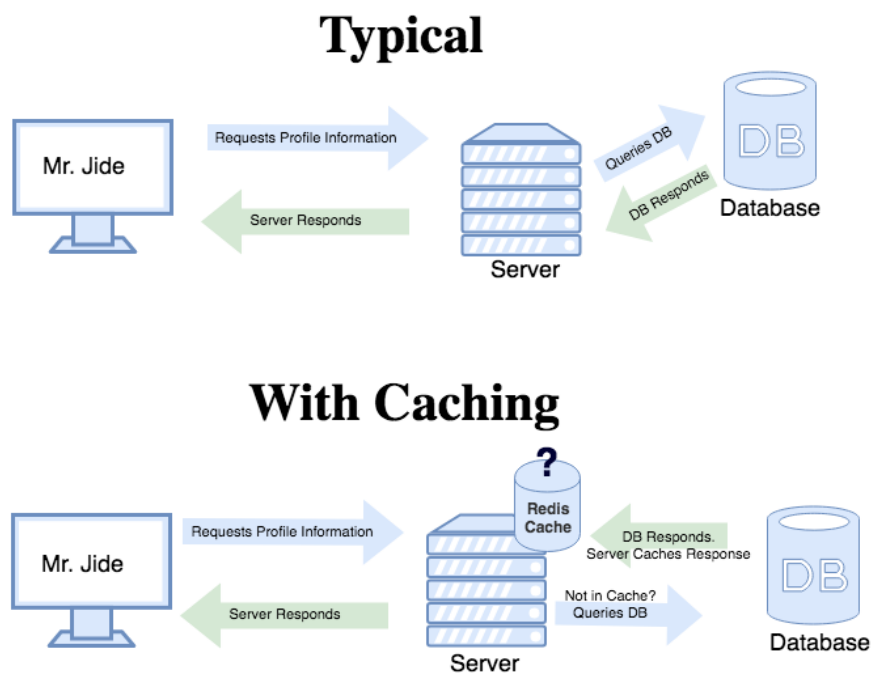 Typical
Mr. Jide
Requests Profile Information
Server Responds
Server
Queries DB
DB Responds
DB
Database
With Caching
Mr. Jide
Requests Profile Information
Server Responds
?
Redis
Cache
Server
DB Responds.
Server Caches Response
Not in Cache?
Queries DB
DB
Database